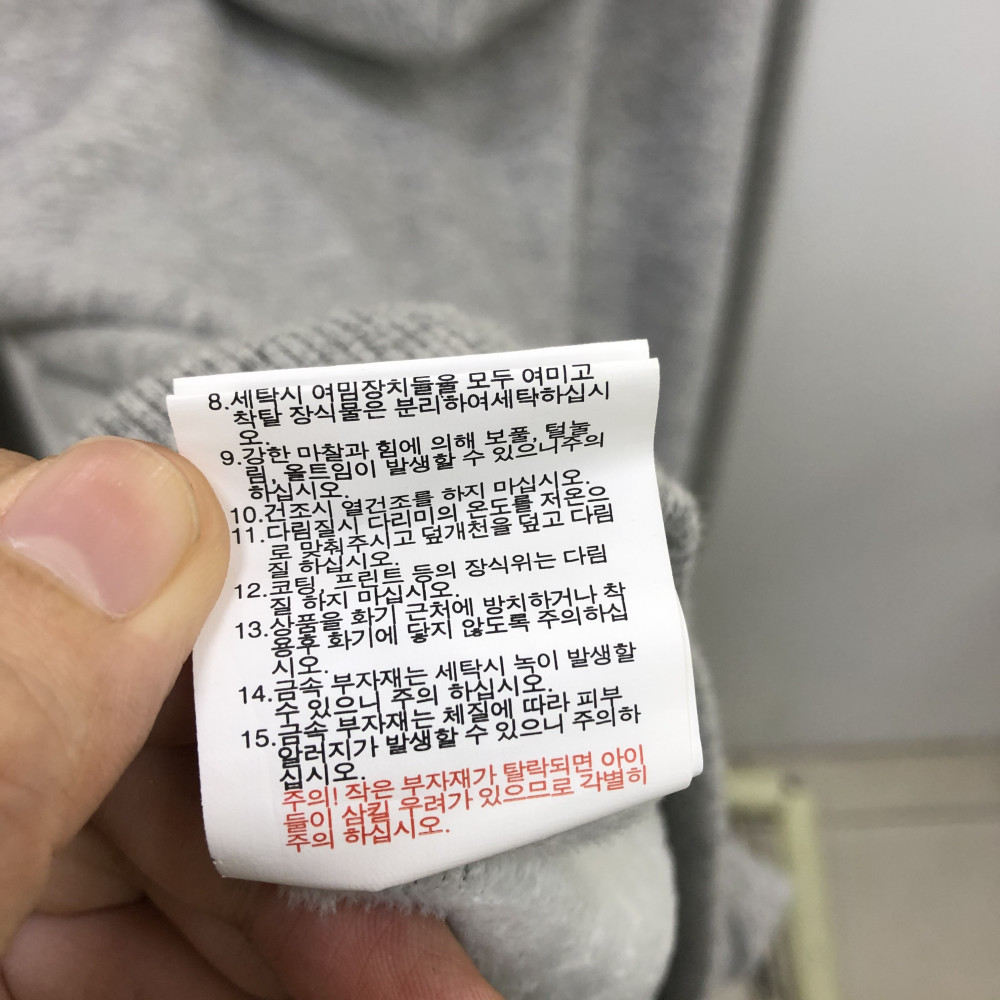 8.세탁시 여밈장치들을 모두 여미고
착탈 장식물은 분리하여세탁하십시
오.
9.강한 마찰과 힘에 의해 보풀, 털눌
림, 올트임이 발생할 수 있으니주의
하십시오.
10.건조시 열건조를 하지 마십시오.
11.다림질시 다리미의 온도를 저온으
로 맞춰주시고 덮개천을 덮고 다림
질 하십시오.
12.코팅, 프린트 등의 장식위는 다림
질 하지 마십시오.
13.상품을 화기 근처에 방치하거나 착
용후 화기에 닿지 않도록 주의하십
시오.
14.금속 부자재는 세탁시 녹이 발생할
수 있으니 주의 하십시오.
15.금속 부자재는 체질에 따라 피부
알러지가 발생할 수 있으니 주의하
십시오.
주의! 작은 부자재가 탈락되면 아이
들이 삼킬 우려가 있으므로 각별히
주의 하십시오.